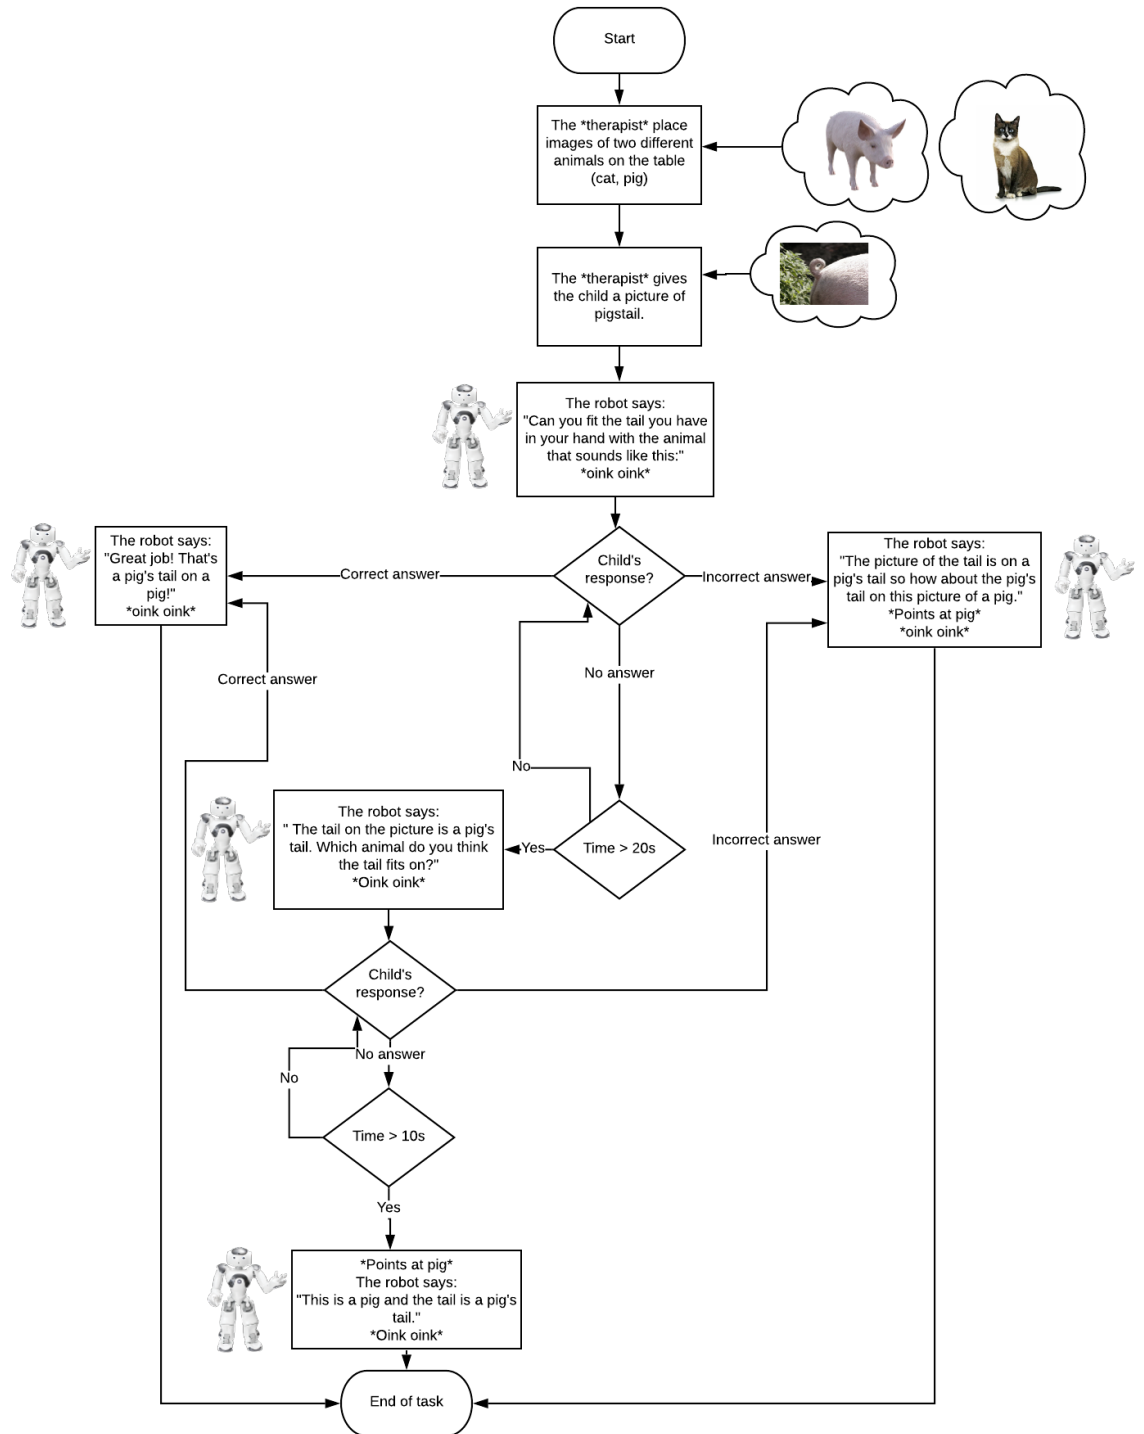 Start
The *therapist* place
images of two different
animals on the table
(cat, pig)
The *therapist* gives
the child a picture of
pigstail.
The robot says:
"Can you fit the tail you have
in your hand with the animal
that sounds like this:"
*oink oink*
The robot says:
"Great job! That's
a pig's tail on a
pig!"
*oink oink*
Correct answer
Child's
response?
Incorrect answer
The robot says:
"The picture of the tail is on a
pig's tail so how about the pig's
tail on this picture of a pig."
*Points at pig*
*oink oink*
No answer
Correct answer
No
The robot says:
" The tail on the picture is a pig's
tail. Which animal do you think
the tail fits on?"
*Oink oink*
Yes
Time > 20s
Incorrect answer
Child's
response?
No answer
No
Time > 10s
Yes
*Points at pig*
The robot says:
"This is a pig and the tail is a pig's
tail."
*Oink oink*
End of task